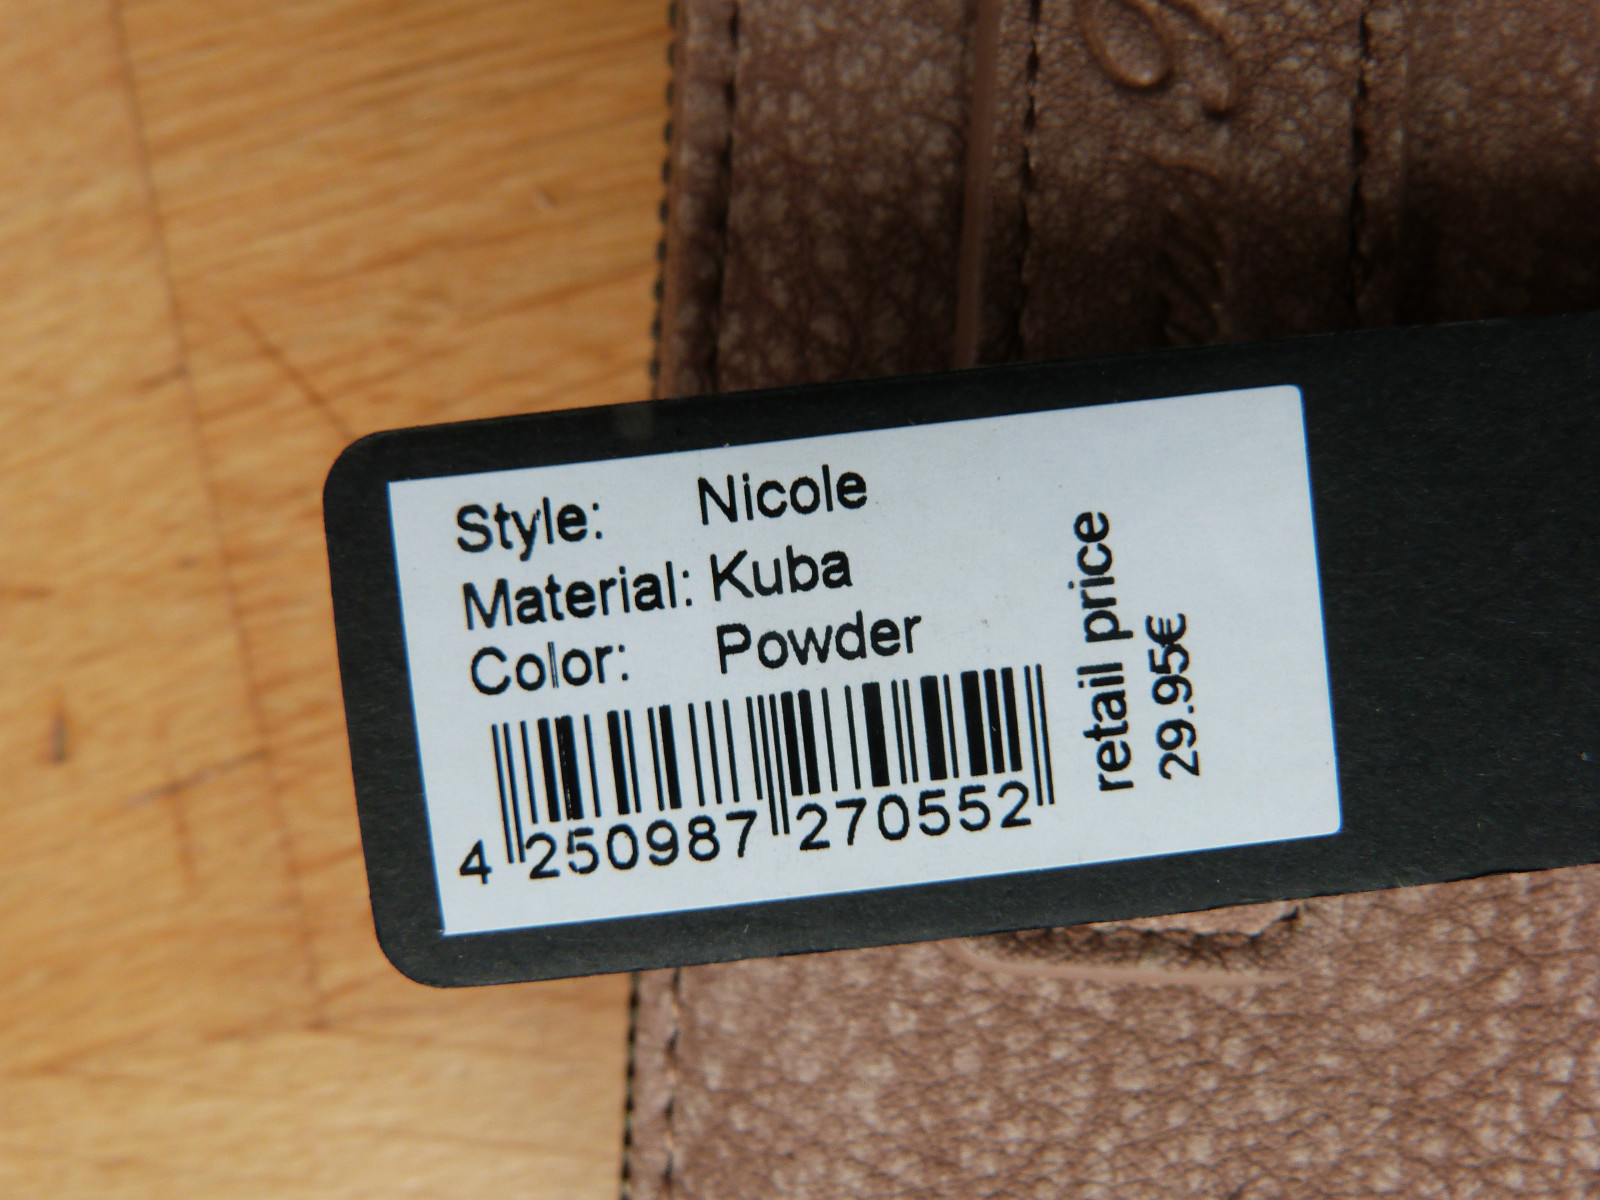 Style: Nicole
Material: Kuba
Color: Powder
4 250987 270552
retail price
29.95€